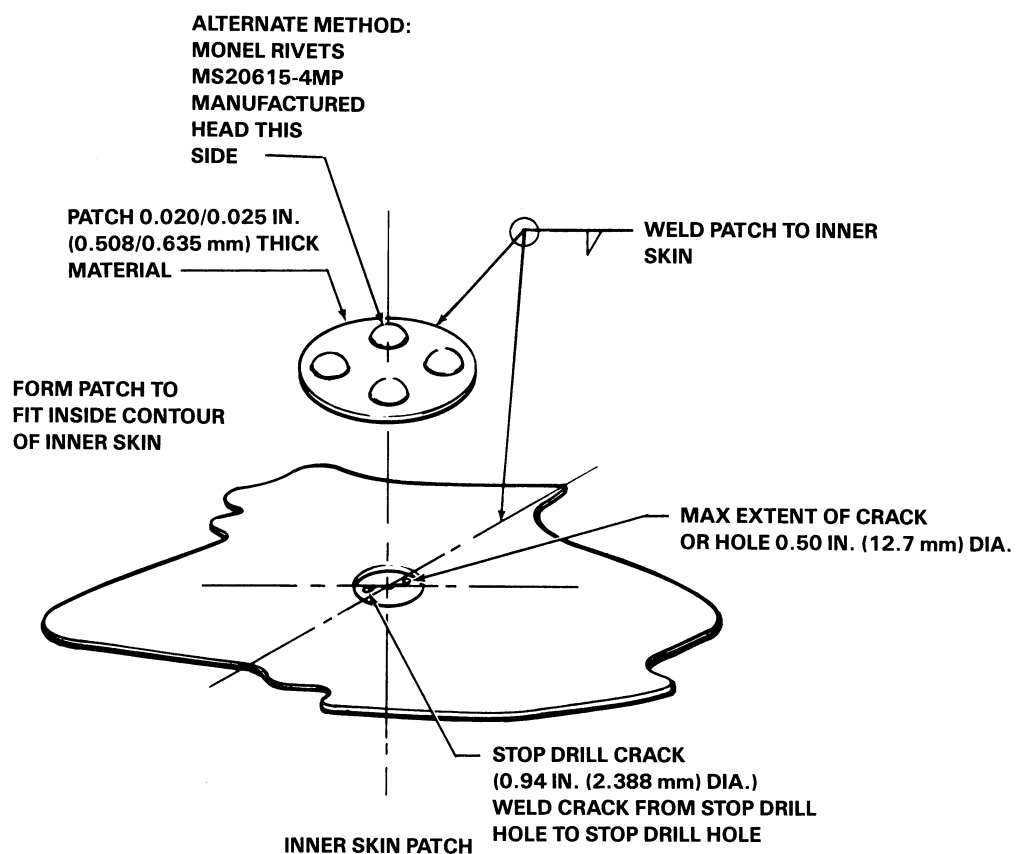 ALTERNATE METHOD:
MONEL RIVETS
MS20615-4MP
MANUFACTURED
HEAD THIS
SIDE
PATCH 0.020/0.025 IN.
(0.508/0.635 mm) THICK
MATERIAL
WELD PATCH TO INNER
SKIN
FORM PATCH TO
FIT INSIDE CONTOUR
OF INNER SKIN
MAX EXTENT OF CRACK
OR HOLE 0.50 IN. (12.7 mm) DIA.
STOP DRILL CRACK
(0.94 IN. (2.388 mm) DIA.)
WELD CRACK FROM STOP DRILL
HOLE TO STOP DRILL HOLE
INNER SKIN PATCH